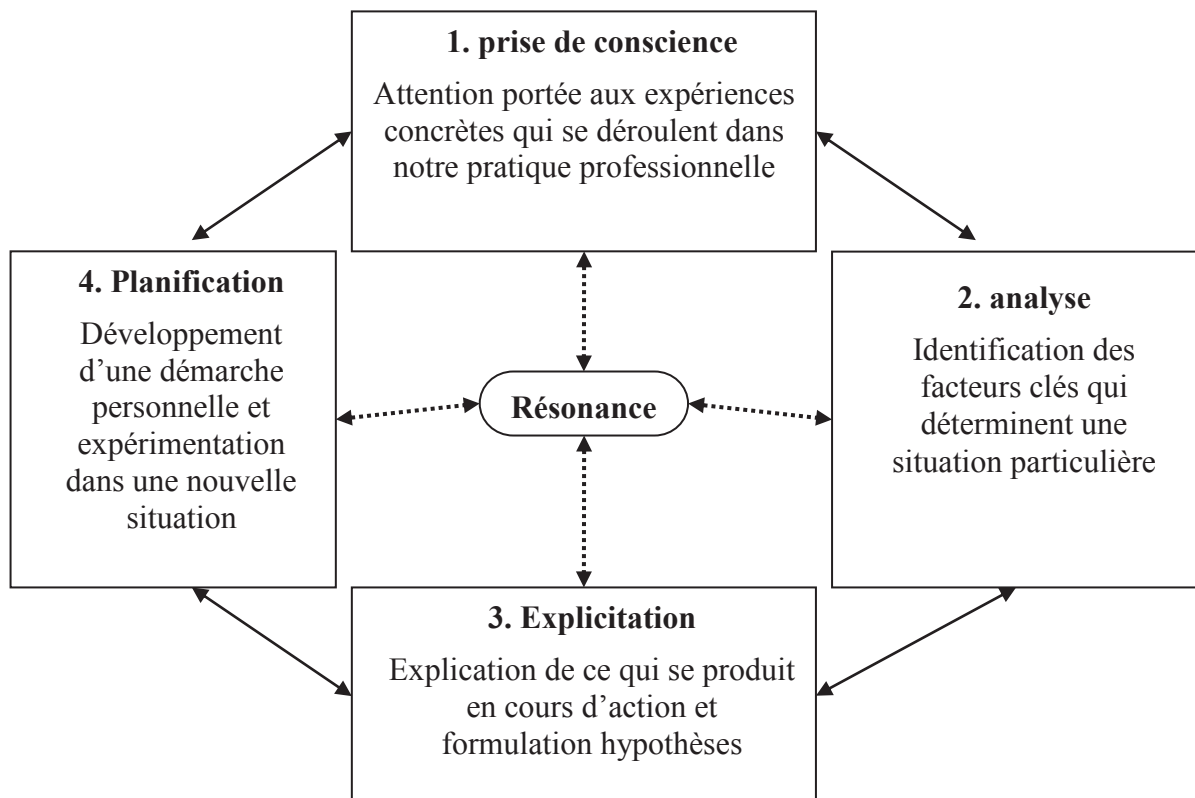 1. prise de conscience
Attention portée aux expériences
concrètes qui se déroulent dans
notre pratique professionnelle
4. Planification
Développement
d’une démarche
personnelle et
expérimentation
dans une nouvelle
situation
Résonance
2. analyse
Identification des
facteurs clés qui
déterminent une
situation particulière
3. Explicitation
Explication de ce qui se produit
en cours d’action et
formulation hypothèses